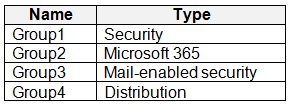 Name Type
Group1 Security
Group2 Microsoft 365
Group3 Mail-enabled security
Group4 Distribution